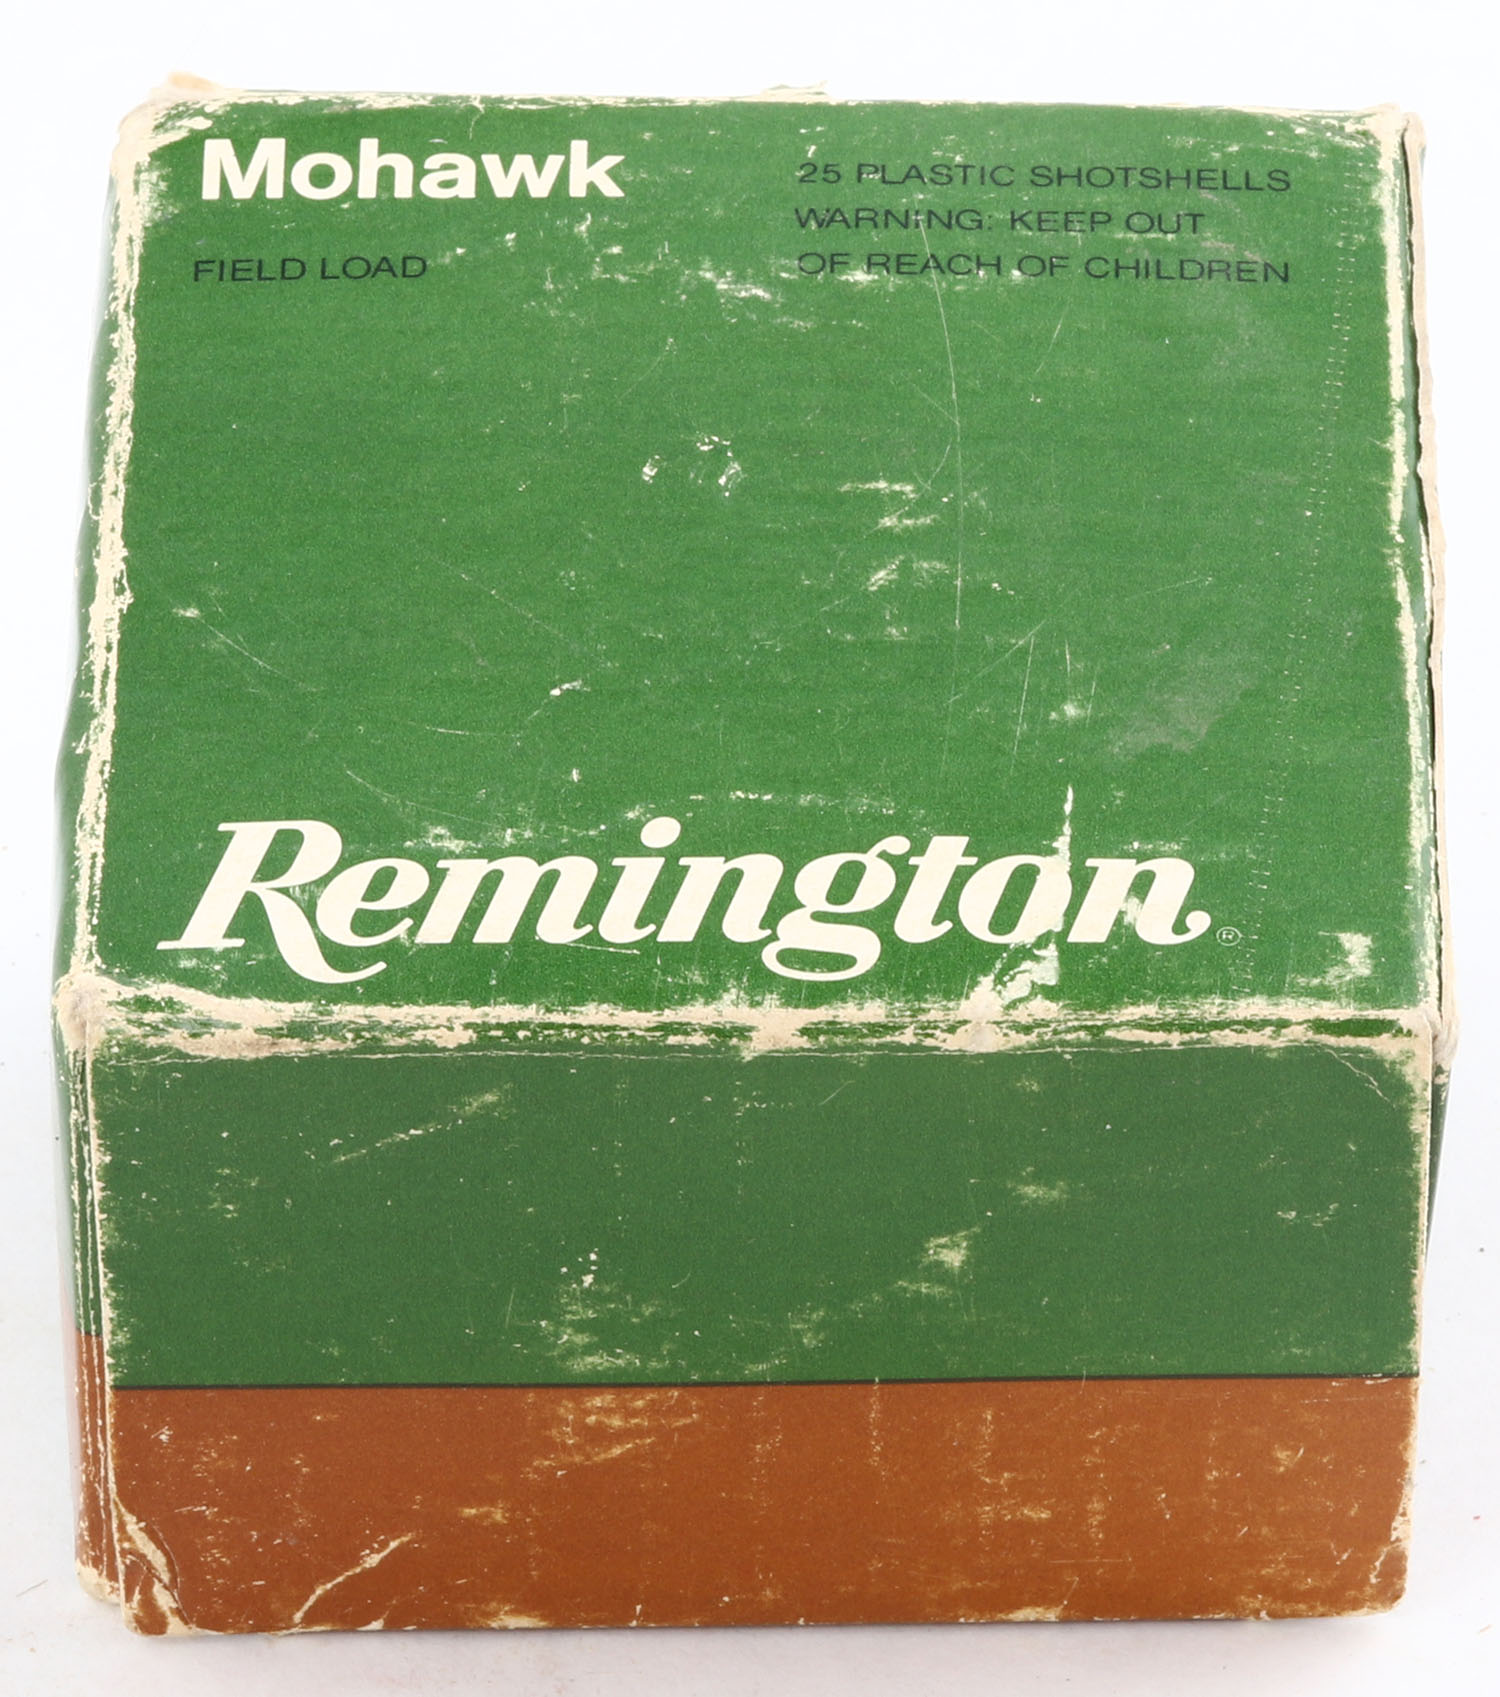 Mohawk
FIELD LOAD
25 PLASTIC SHOTSHELLS
WARNING: KEEP OUT
OF REACH OF CHILDREN
Remington®